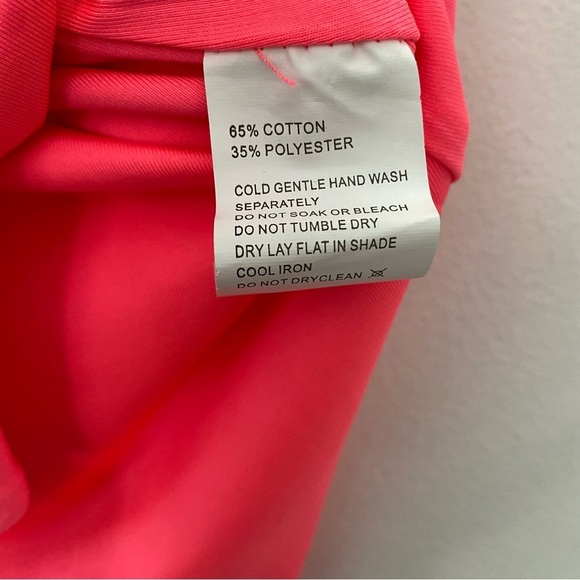 65% COTTON
35% POLYESTER
COLD GENTLE HAND WASH
SEPARATELY
DO NOT SOAK OR BLEACH
DO NOT TUMBLE DRY
DRY LAY FLAT IN SHADE
COOL IRON
DO NOT DRYCLEAN